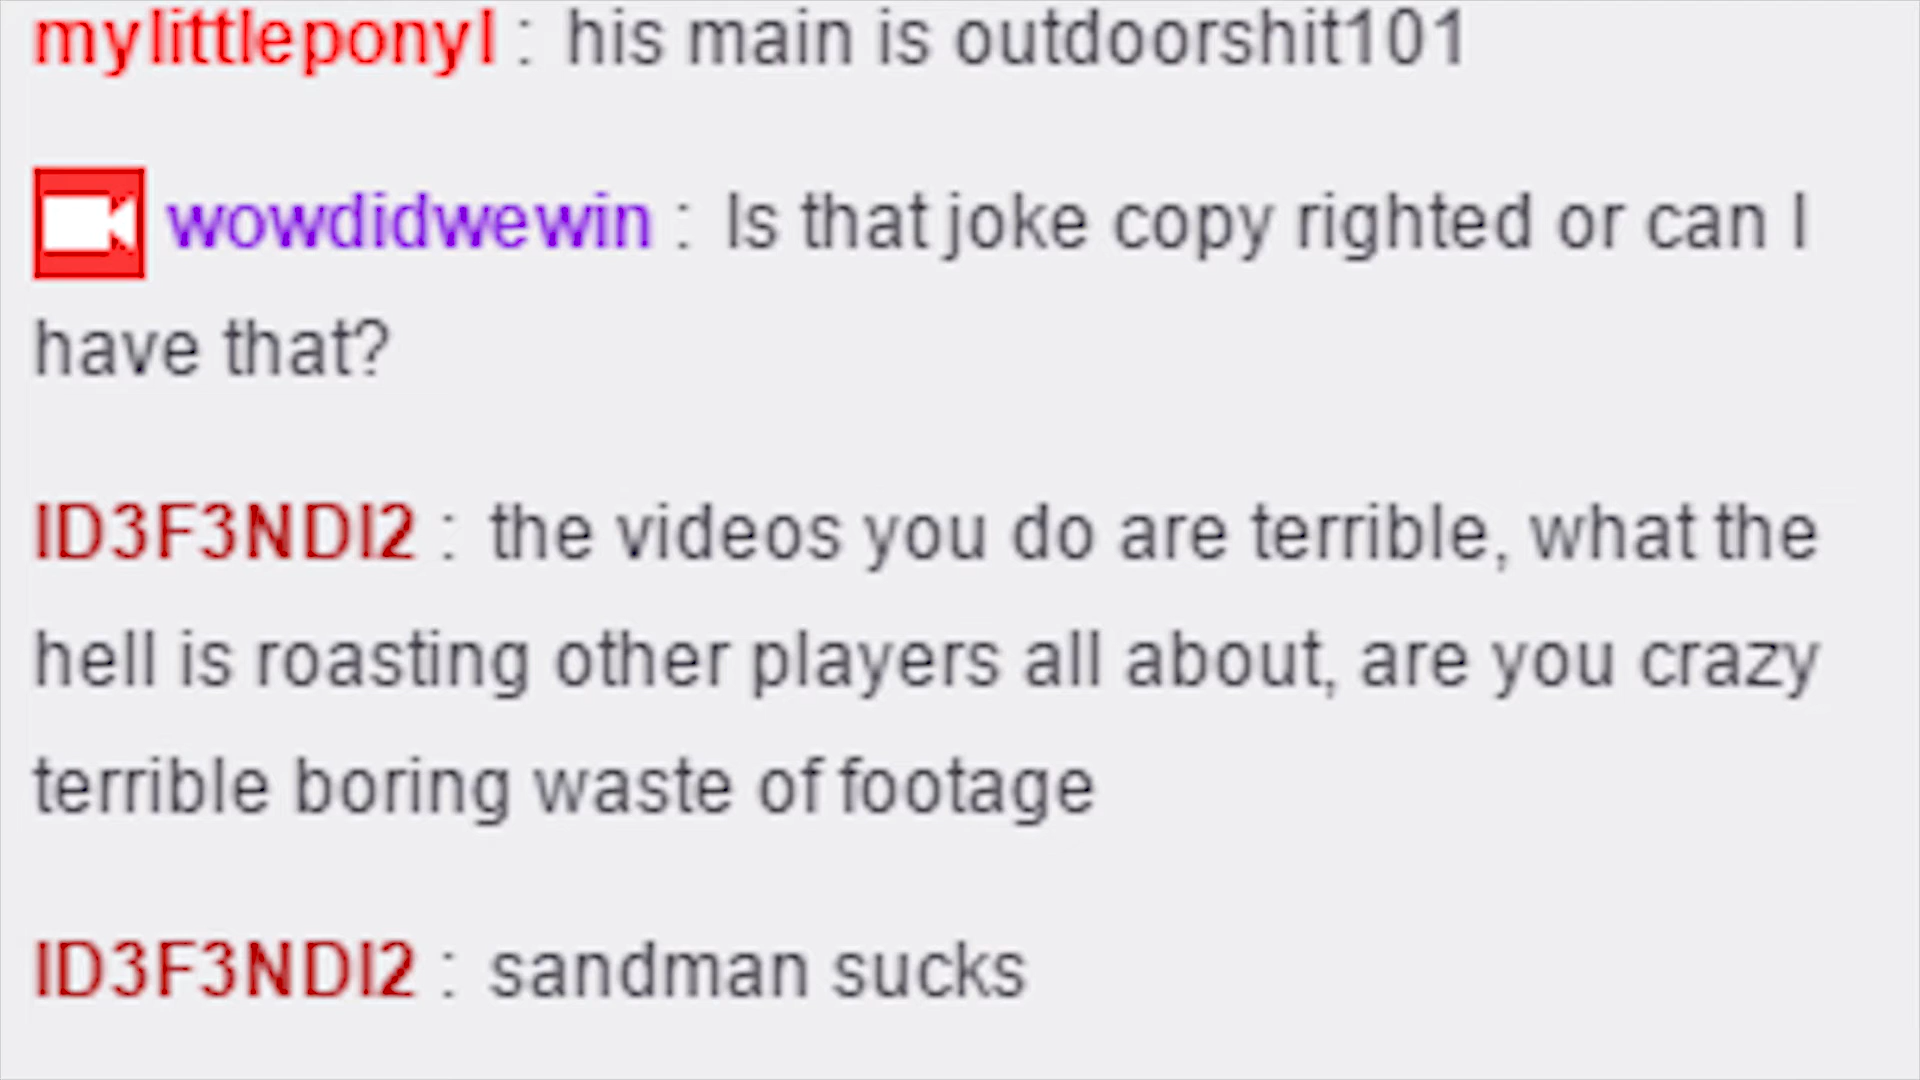 mylittleponyl : his main is outdoorshit101
wowdidwewin : Is that joke copy righted or can I
have that?
ID3F3NDI2 : the videos you do are terrible, what the
hell is roasting other players all about, are you crazy
terrible boring waste of footage
ID3F3NDI2 : sandman sucks